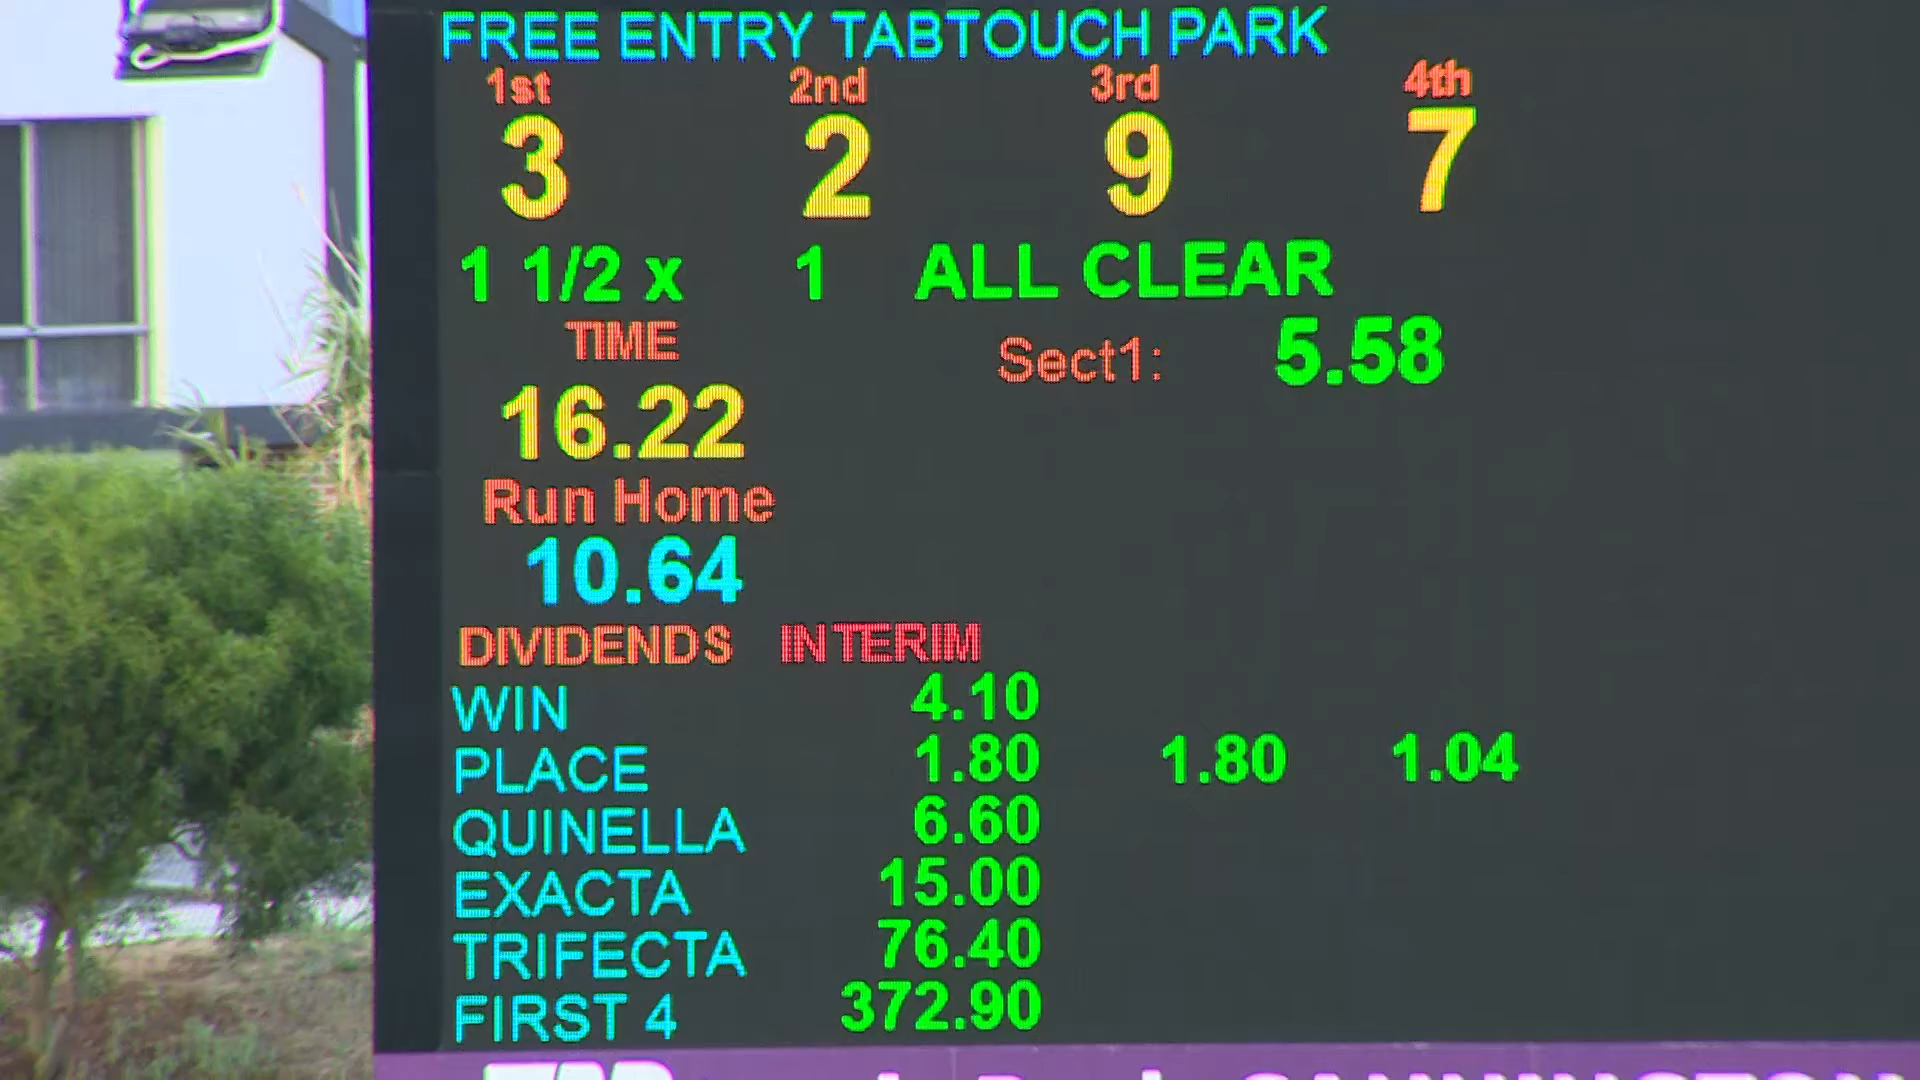 FREE ENTRY TABTOUCH PARK
1st 2nd 3rd 4th
3 2 9 7
1 1/2 x 1 ALL CLEAR
TIME Sect1: 5.58
16.22
Run Home
10.64
DIVIDENDS INTERIM
WIN 4.10
PLACE 1.80 1.80 1.04
QUINELLA 6.60
EXACTA 15.00
TRIFECTA 76.40
FIRST 4 372.90